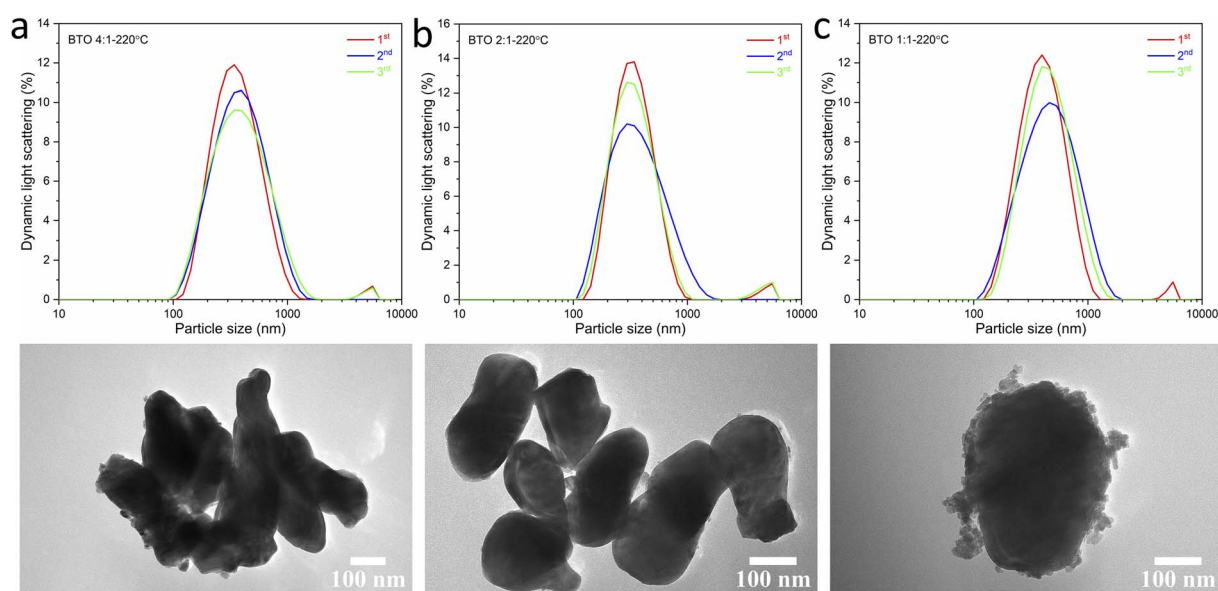 a
BTO 4:1-220°C
1st
2nd
3rd
Dynamic light scattering (%)
14
12
10
8
6
4
2
0
10
100
1000
10000
Particle size (nm)
100 nm
b
BTO 2:1-220°C
1st
2nd
3rd
Dynamic light scattering (%)
16
14
12
10
8
6
4
2
0
10
100
1000
10000
Particle size (nm)
100 nm
c
BTO 1:1-220°C
1st
2nd
3rd
Dynamic light scattering (%)
14
12
10
8
6
4
2
0
10
100
1000
10000
Particle size (nm)
100 nm